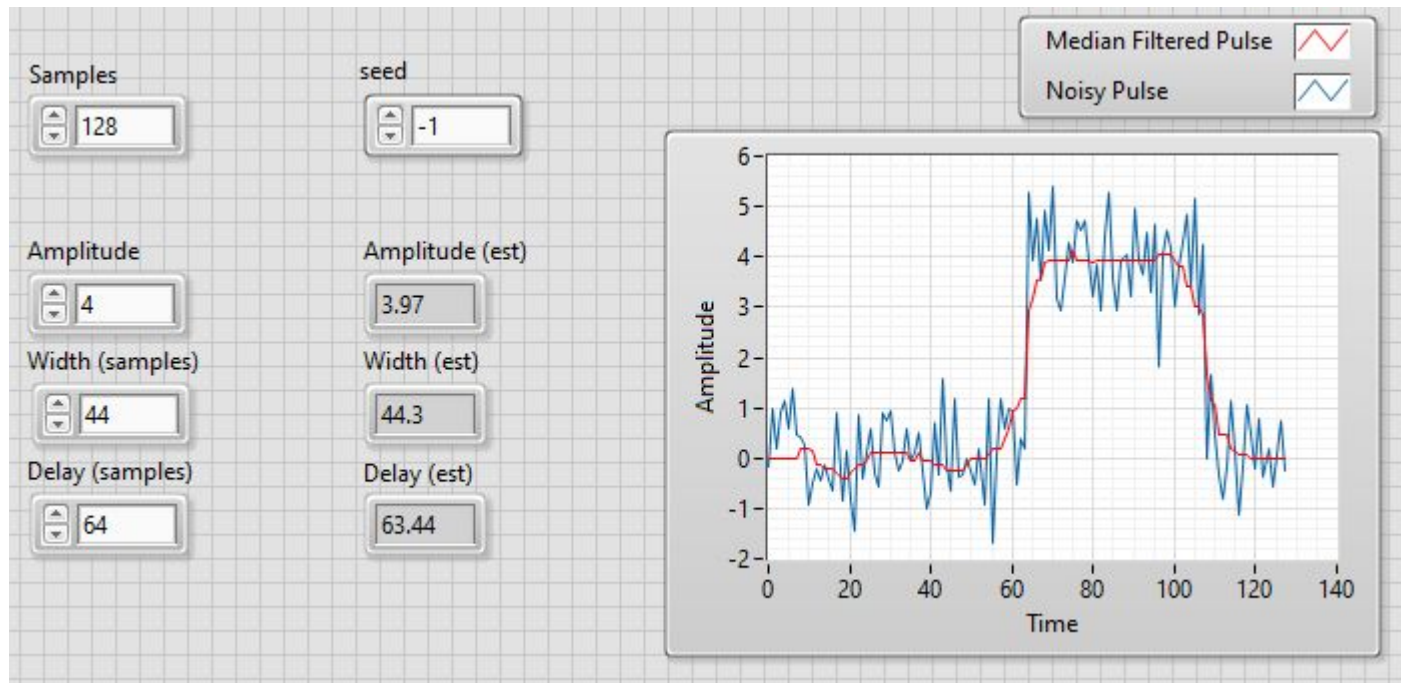 Median Filtered Pulse
Noisy Pulse
Samples
128
seed
-1
Amplitude
4
Amplitude (est)
3.97
Width (samples)
44
Width (est)
44.3
Delay (samples)
64
Delay (est)
63.44
Amplitude
6
5
4
3
2
1
0
-1
-2
0 20 40 60 80 100 120 140
Time